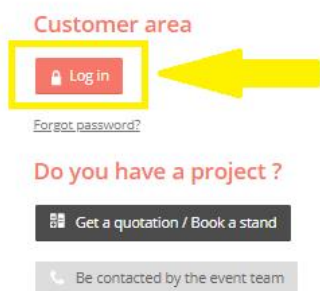 Customer area
Log in
Forgot password?
Do you have a project ?
Get a quotation / Book a stand
Be contacted by the event team